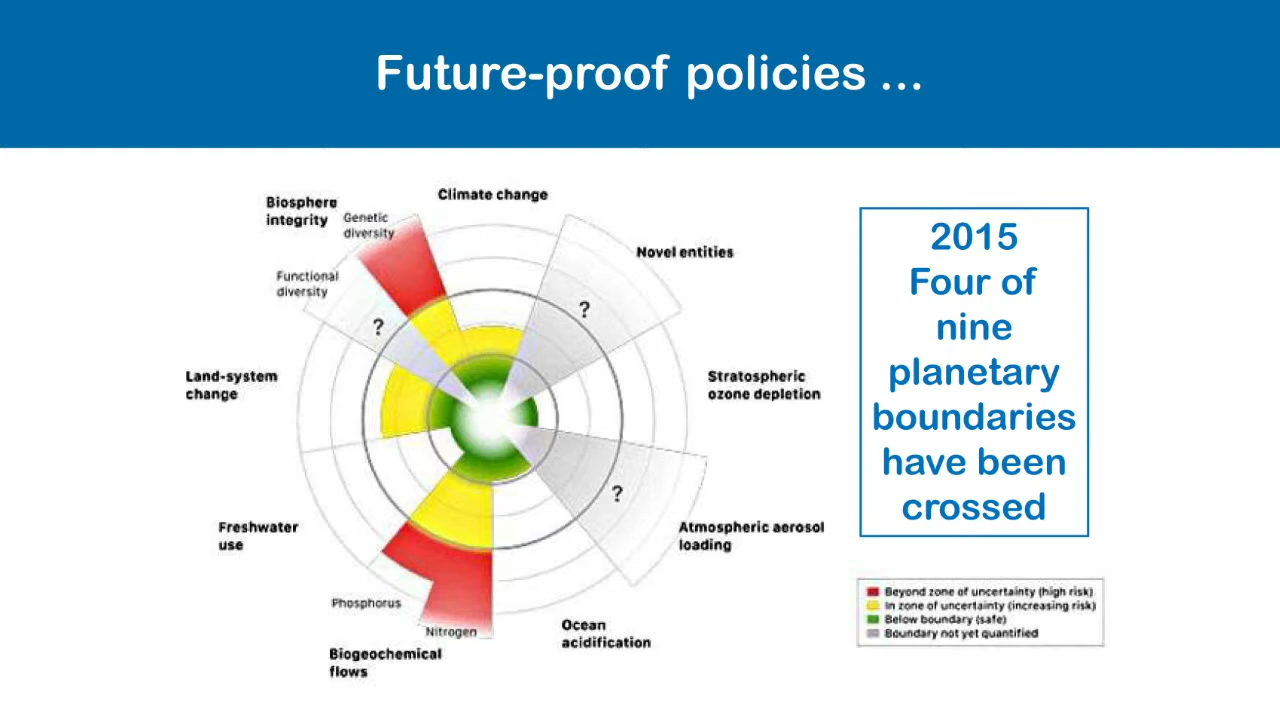 Future-proof policies ...
Climate change
Biosphere
integrity
Genetic
diversity
Novel entities
Functional
diversity
?
?
Land-system
change
Stratospheric
ozone depletion
?
Freshwater
use
Atmospheric aerosol
loading
Phosphorus
Nitrogen
Ocean
acidification
Biogeochemical
flows
2015
Four of
nine
planetary
boundaries
have been
crossed
Beyond zone of uncertainty (high risk)
In zone of uncertainty (increasing risk)
Below boundary (safe)
Boundary not yet quantified